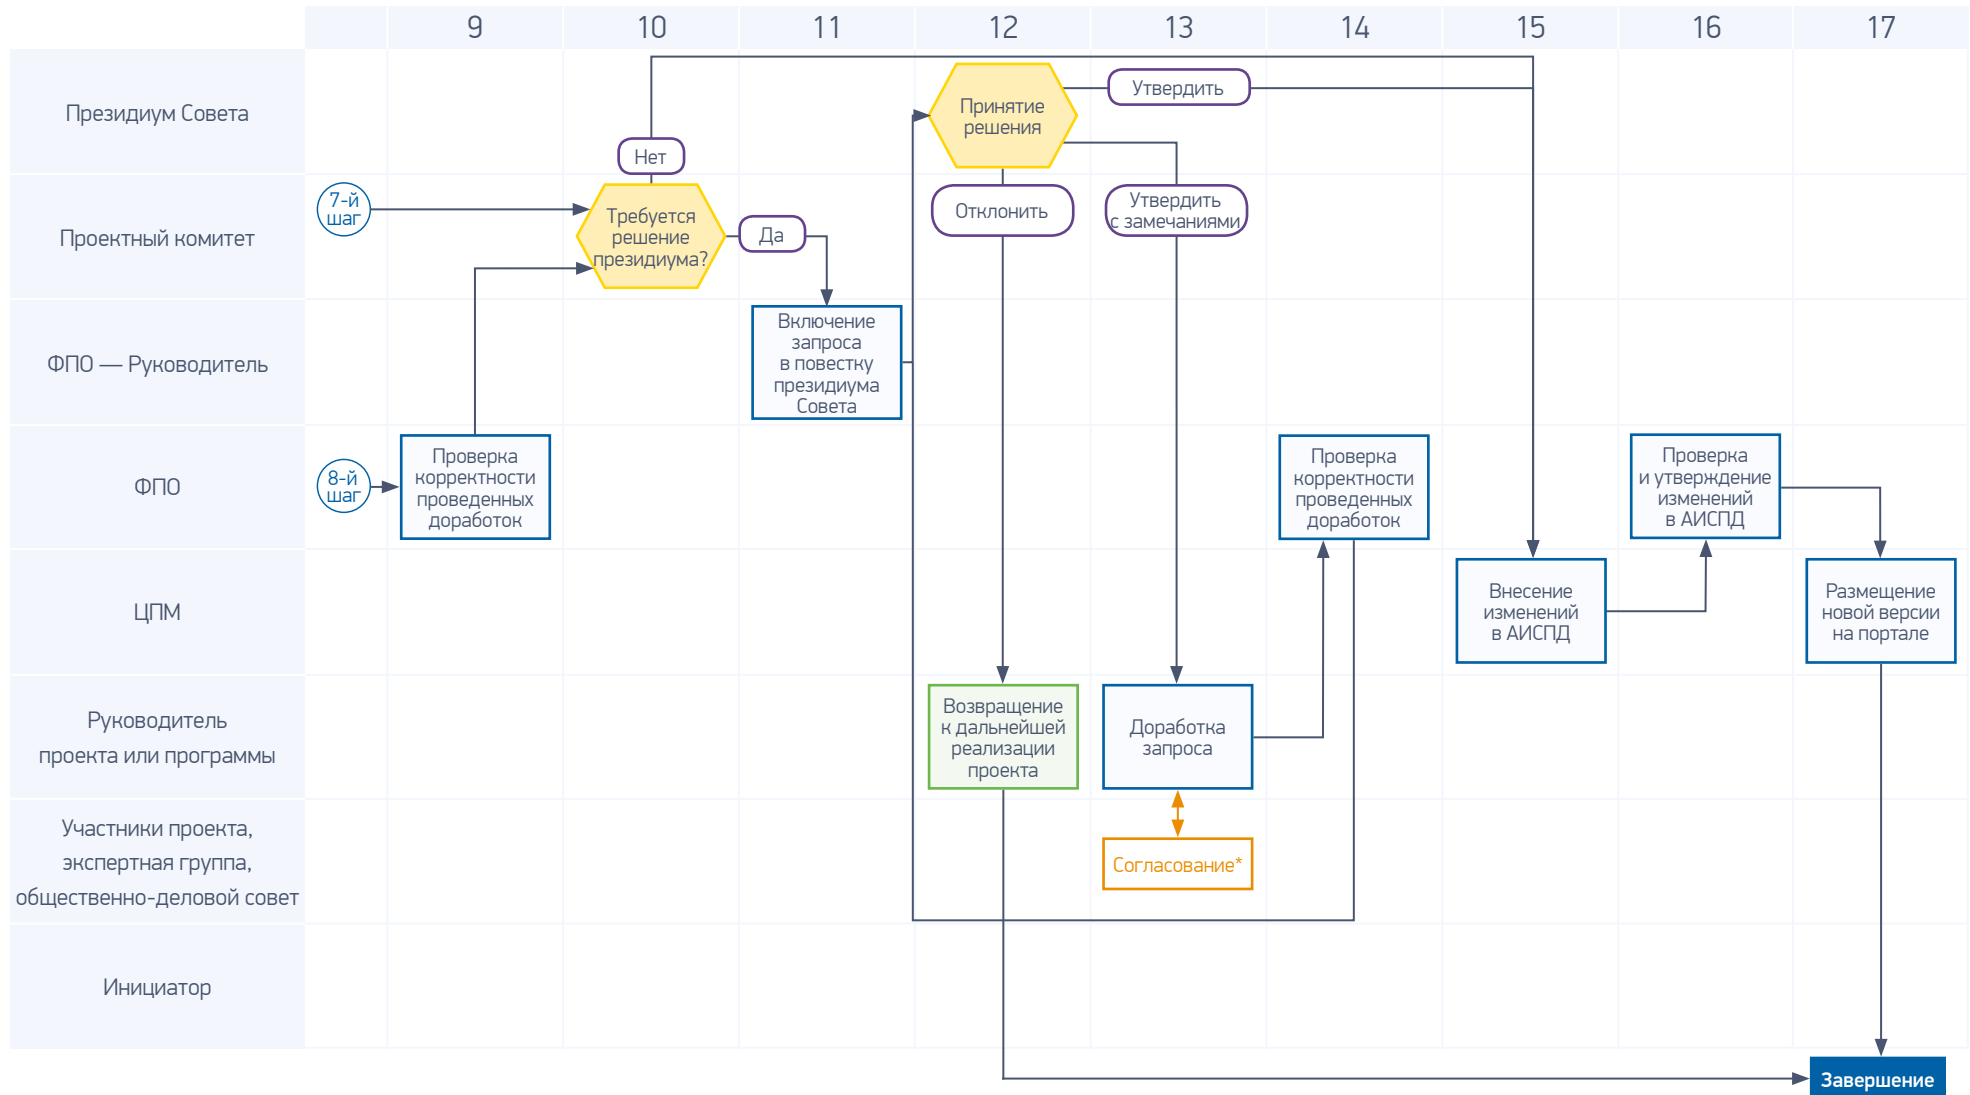 9
10
11
12
13
14
15
16
17
Президиум Совета
Принятие
решения
Утвердить
Нет
Проектный комитет
7-й
шаг
Требуется
решение
президиума?
Да
Отклонить
Утвердить
с замечаниями
ФПО — Руководитель
Включение
запроса
в повестку
президиума
Совета
ФПО
8-й
шаг
Проверка
корректности
проведенных
доработок
Проверка
корректности
проведенных
доработок
Проверка
и утверждение
изменений
в АИСПД
ЦПМ
Внесение
изменений
в АИСПД
Размещение
новой версии
на портале
Руководитель
проекта или программы
Возвращение
к дальнейшей
реализации
проекта
Доработка
запроса
Участники проекта,
экспертная группа,
общественно-деловой совет
Согласование*
Инициатор
Завершение